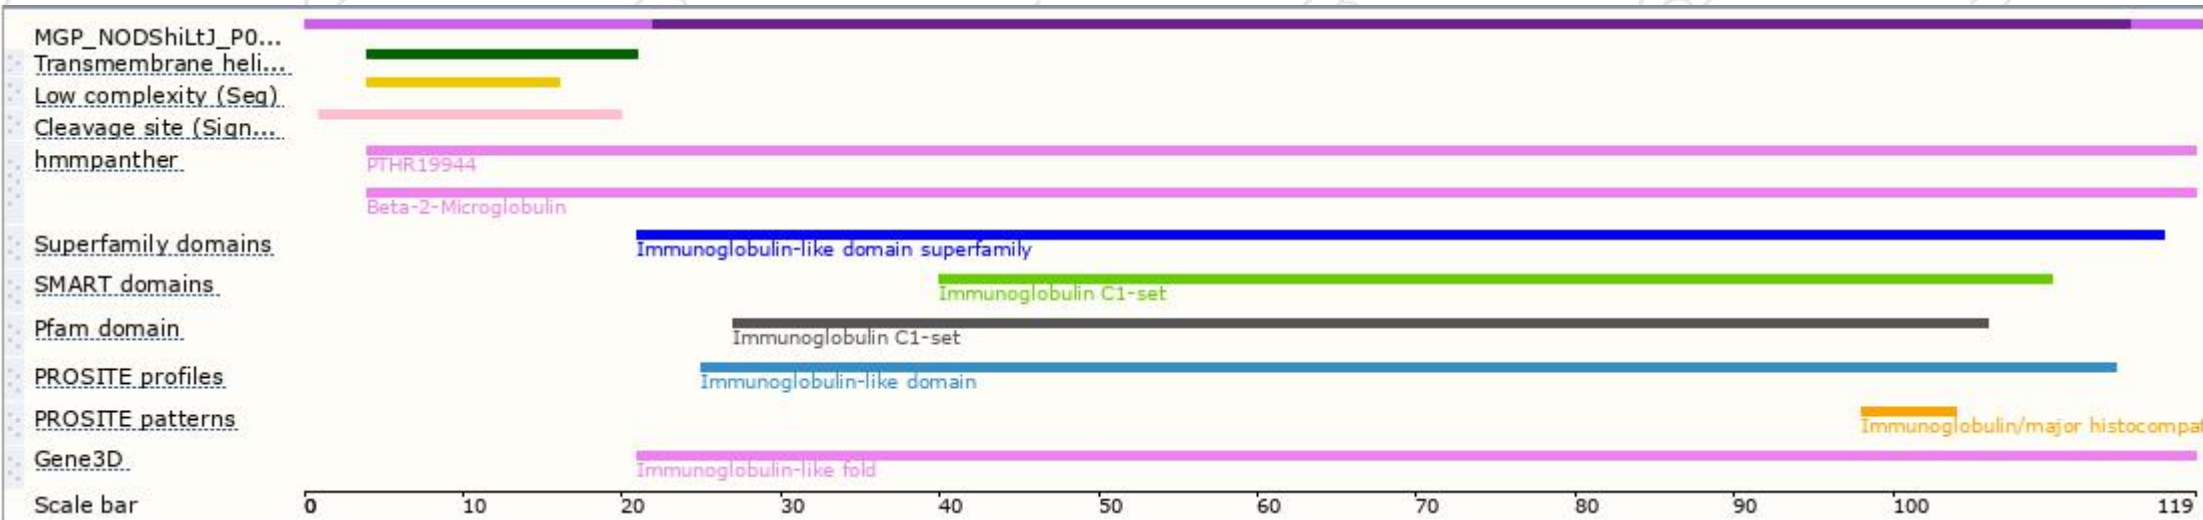 MGP_NODShiLtJ_P0...
Transmembrane heli...
Low complexity (Seg)
Cleavage site (Sign...
hmmpanther
PTHR19944
Beta-2-Microglobulin
Superfamily domains
Immunoglobulin-like domain superfamily
SMART domains
Immunoglobulin C1-set
Pfam domain
Immunoglobulin C1-set
PROSITE profiles
Immunoglobulin-like domain
PROSITE patterns
Immunoglobulin/major histocompat
Gene3D
Immunoglobulin-like fold
Scale bar 0 10 20 30 40 50 60 70 80 90 100 119